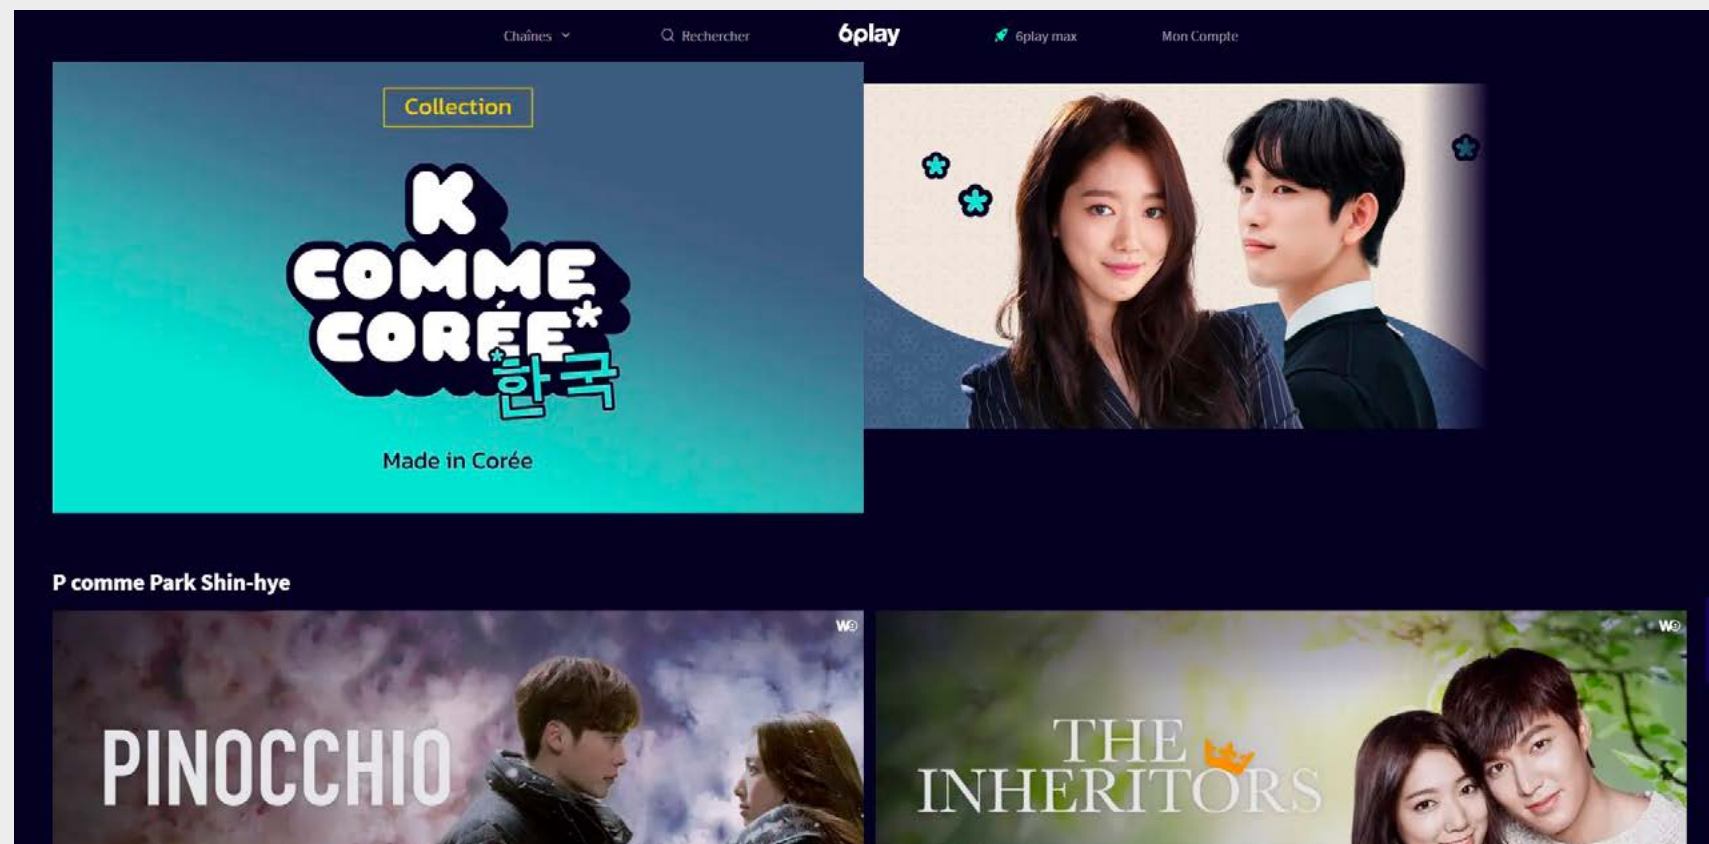 Chaînes
Rechercher
6play
6play max
Mon Compte
Collection
K
COMME
CORÉE*
*한국
Made in Corée
P comme Park Shin-hye
W9
PINOCCHIO
W9
THE
INHERITORS